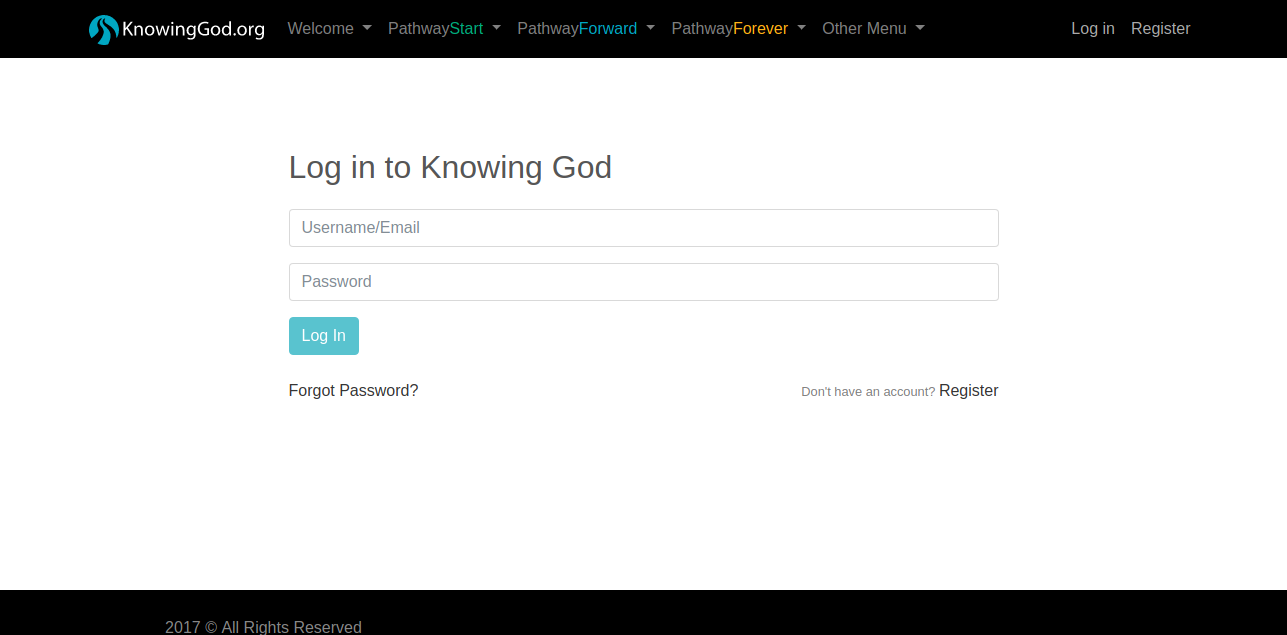 KnowingGod.org Welcome PathwayStart PathwayForward PathwayForever Other Menu Log in Register
Log in to Knowing God
Username/Email
Password
Log In
Forgot Password? Don't have an account? Register
2017 © All Rights Reserved